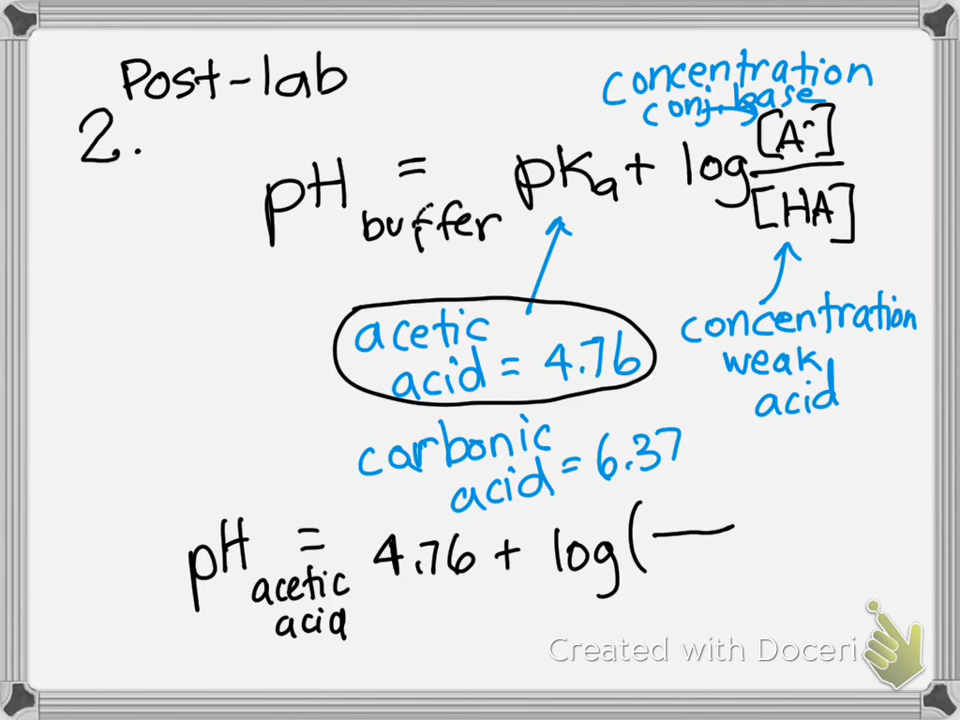 Post-lab
2.
concentration
conj. base
pH buffer = pKa + log [A-] / [HA]
acetic
acid = 4.76
concentration
weak
acid
carbonic
acid = 6.37
pH acetic acid = 4.76 + log( —
Created with Doceri